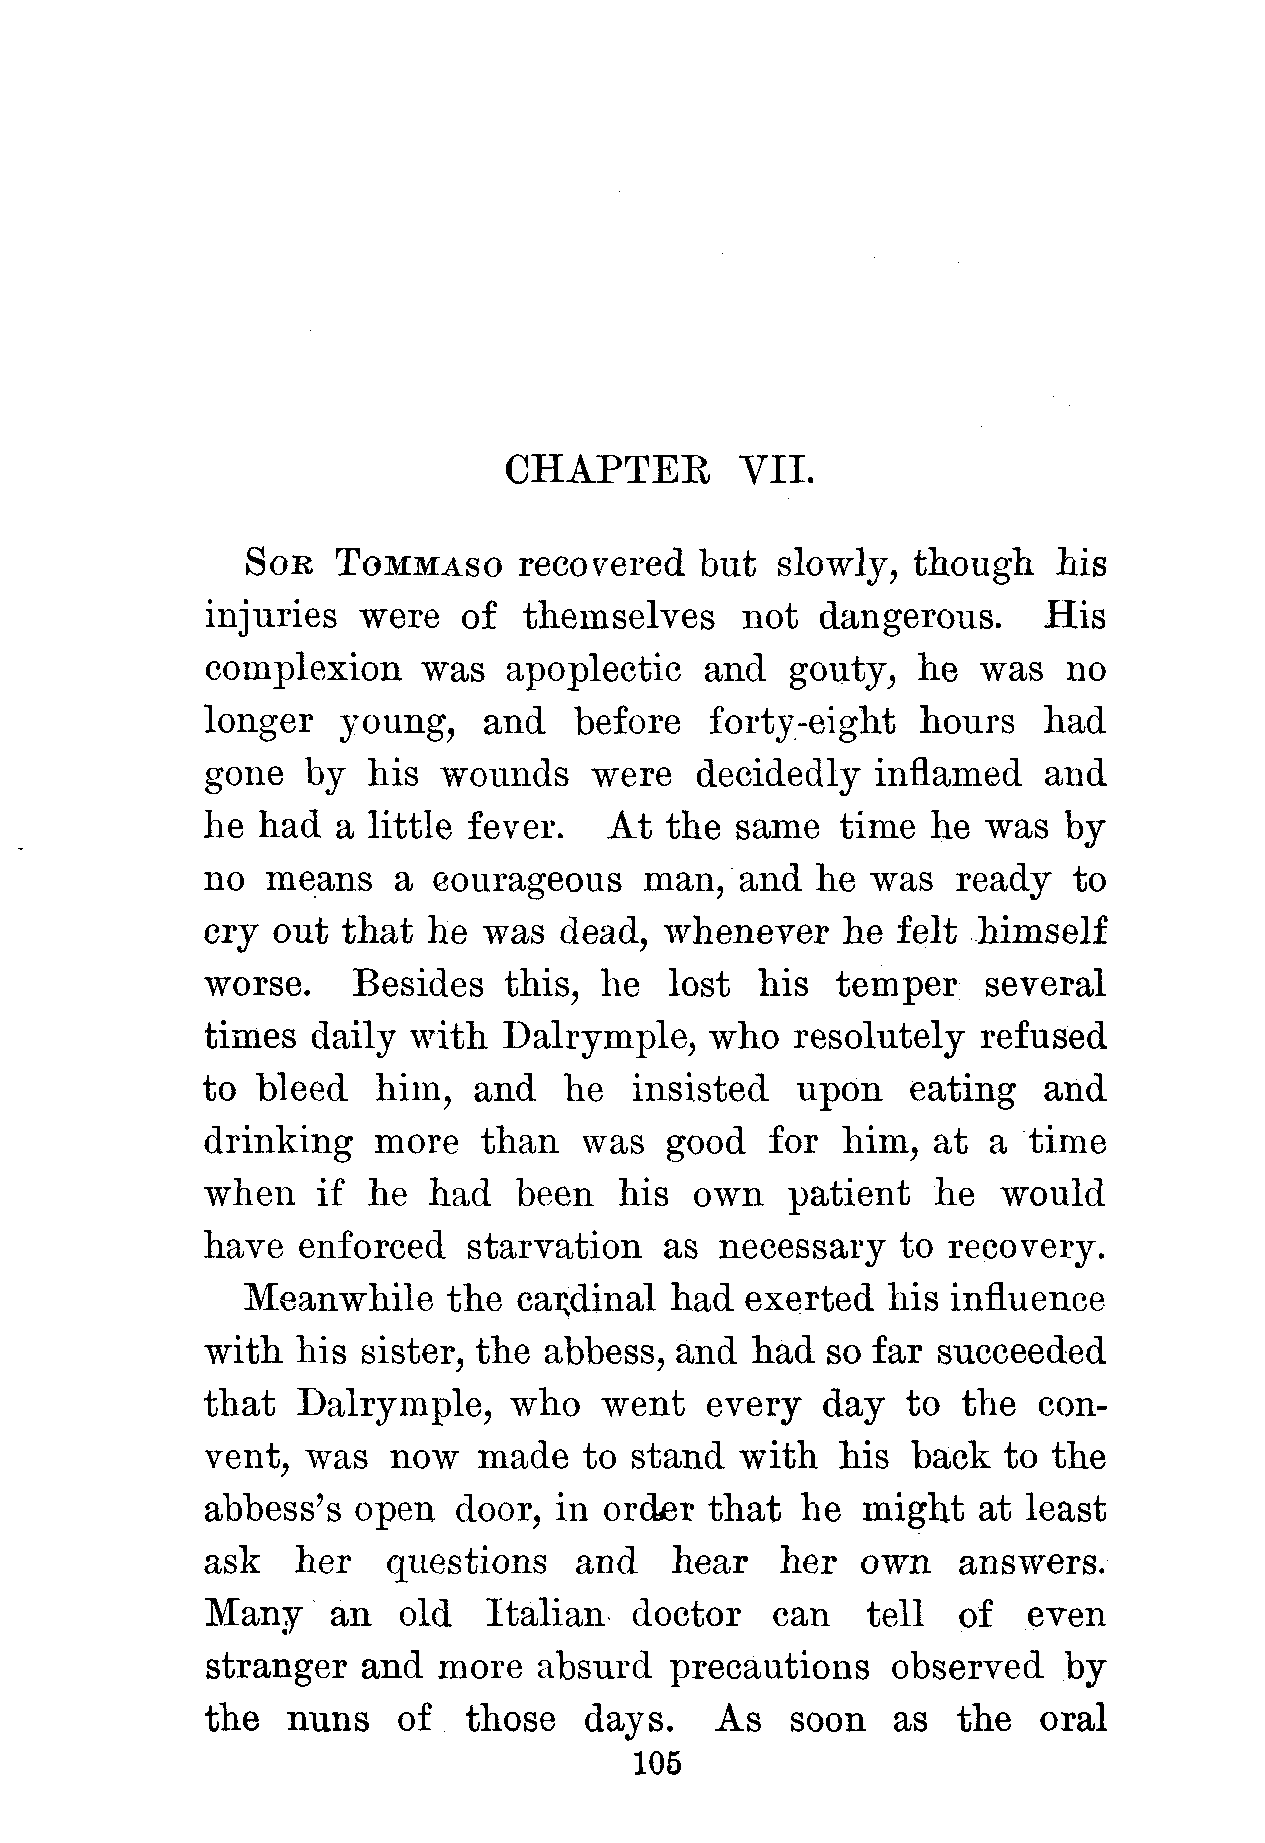 CHAPTER VII.
Sor Tommaso recovered but slowly, though his
injuries were of themselves not dangerous. His
complexion was apoplectic and gouty, he was no
longer young, and before forty-eight hours had
gone by his wounds were decidedly inflamed and
he had a little fever. At the same time he was by
no means a courageous man, and he was ready to
cry out that he was dead, whenever he felt himself
worse. Besides this, he lost his temper several
times daily with Dalrymple, who resolutely refused
to bleed him, and he insisted upon eating and
drinking more than was good for him, at a time
when if he had been his own patient he would
have enforced starvation as necessary to recovery.
Meanwhile the cardinal had exerted his influence
with his sister, the abbess, and had so far succeeded
that Dalrymple, who went every day to the con-
vent, was now made to stand with his back to the
abbess's open door, in order that he might at least
ask her questions and hear her own answers.
Many an old Italian doctor can tell of even
stranger and more absurd precautions observed by
the nuns of those days. As soon as the oral
105